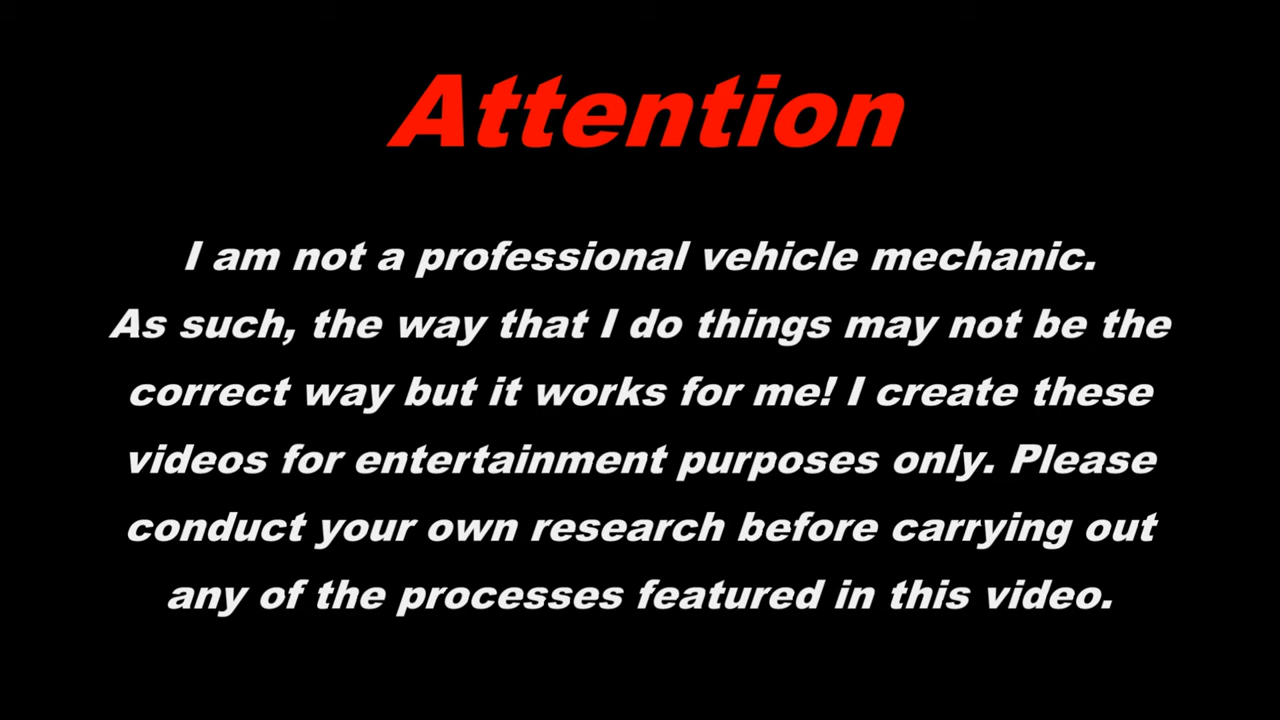 Attention
I am not a professional vehicle mechanic.
As such, the way that I do things may not be the
correct way but it works for me! I create these
videos for entertainment purposes only. Please
conduct your own research before carrying out
any of the processes featured in this video.